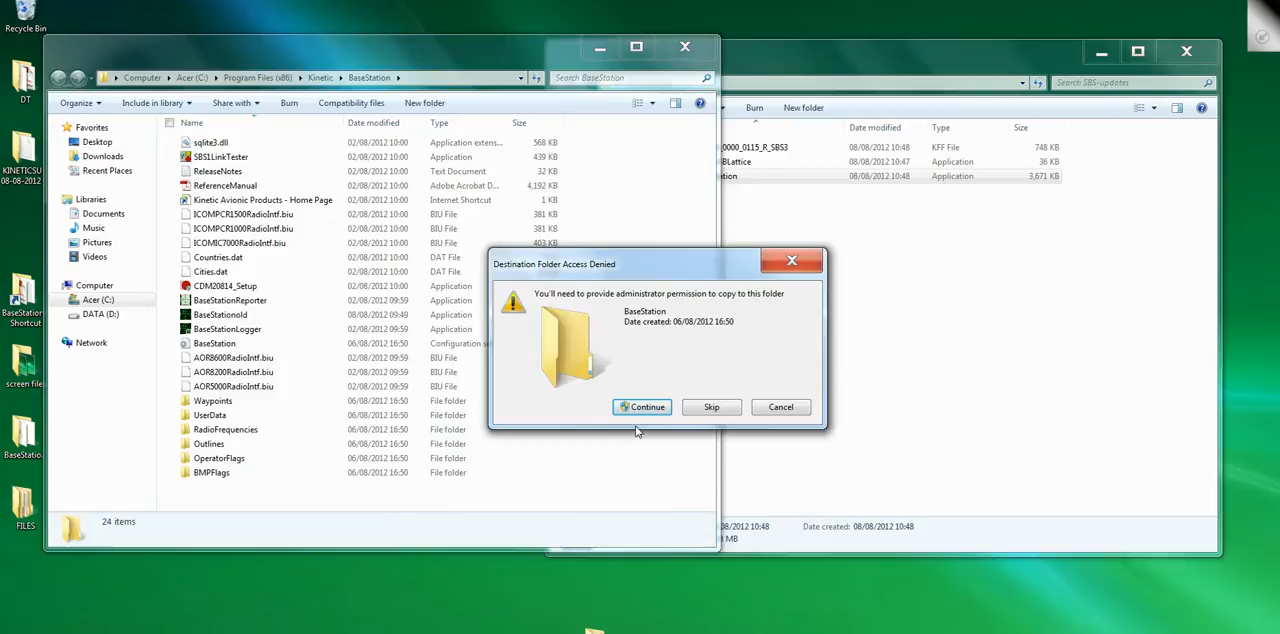 Recycle Bin
DT
KINETICSU
08-08-2012
BaseStation
Shortcut
screen file
BaseStatio.
FILES
Computer ▸ Acer (C:) ▸ Program Files (x86) ▸ Kinetic ▸ BaseStation ▸
Search BaseStation
Search SBS-updates
Organize Include in library Share with Burn Compatibility files New folder
Burn New folder
Name Date modified Type Size
Date modified Type Size
Favorites
Desktop
Downloads
Recent Places
Libraries
Documents
Music
Pictures
Videos
Computer
Acer (C:)
DATA (D:)
Network
sqlite3.dll 02/08/2012 10:00 Application extens... 568 KB
SBS1LinkTester 02/08/2012 10:00 Application 439 KB
ReleaseNotes 02/08/2012 10:00 Text Document 32 KB
ReferenceManual 02/08/2012 10:00 Adobe Acrobat D... 4,192 KB
Kinetic Avionic Products - Home Page 02/08/2012 10:00 Internet Shortcut 1 KB
ICOMPCR1500RadioIntf.biu 02/08/2012 10:00 BIU File 381 KB
ICOMPCR1000RadioIntf.biu 02/08/2012 10:00 BIU File 381 KB
ICOMIC7000RadioIntf.biu 02/08/2012 10:00 BIU File 403 KB
Countries.dat 02/08/2012 10:00 DAT File
Cities.dat 02/08/2012 10:00 DAT File
CDM20814_Setup 02/08/2012 10:00 Application
BaseStationReporter 02/08/2012 09:59 Application
BaseStationold 08/08/2012 09:49 Application
BaseStationLogger 02/08/2012 09:59 Application
BaseStation 06/08/2012 16:50 Configuration s
AOR8600RadioIntf.biu 02/08/2012 09:59 BIU File
AOR8200RadioIntf.biu 02/08/2012 09:59 BIU File
AOR5000RadioIntf.biu 02/08/2012 09:59 BIU File
Waypoints 06/08/2012 16:50 File folder
UserData 06/08/2012 16:50 File folder
RadioFrequencies 06/08/2012 16:50 File folder
Outlines 06/08/2012 16:50 File folder
OperatorFlags 06/08/2012 16:50 File folder
BMPFlags 06/08/2012 16:50 File folder
24 items
0000_0115_R_SBS3 08/08/2012 10:48 KFF File 748 KB
BLattice 08/08/2012 10:47 Application 36 KB
tion 08/08/2012 10:48 Application 3,671 KB
08/2012 10:48 Date created: 08/08/2012 10:48
MB
Destination Folder Access Denied
You'll need to provide administrator permission to copy to this folder
BaseStation
Date created: 06/08/2012 16:50
Continue Skip Cancel